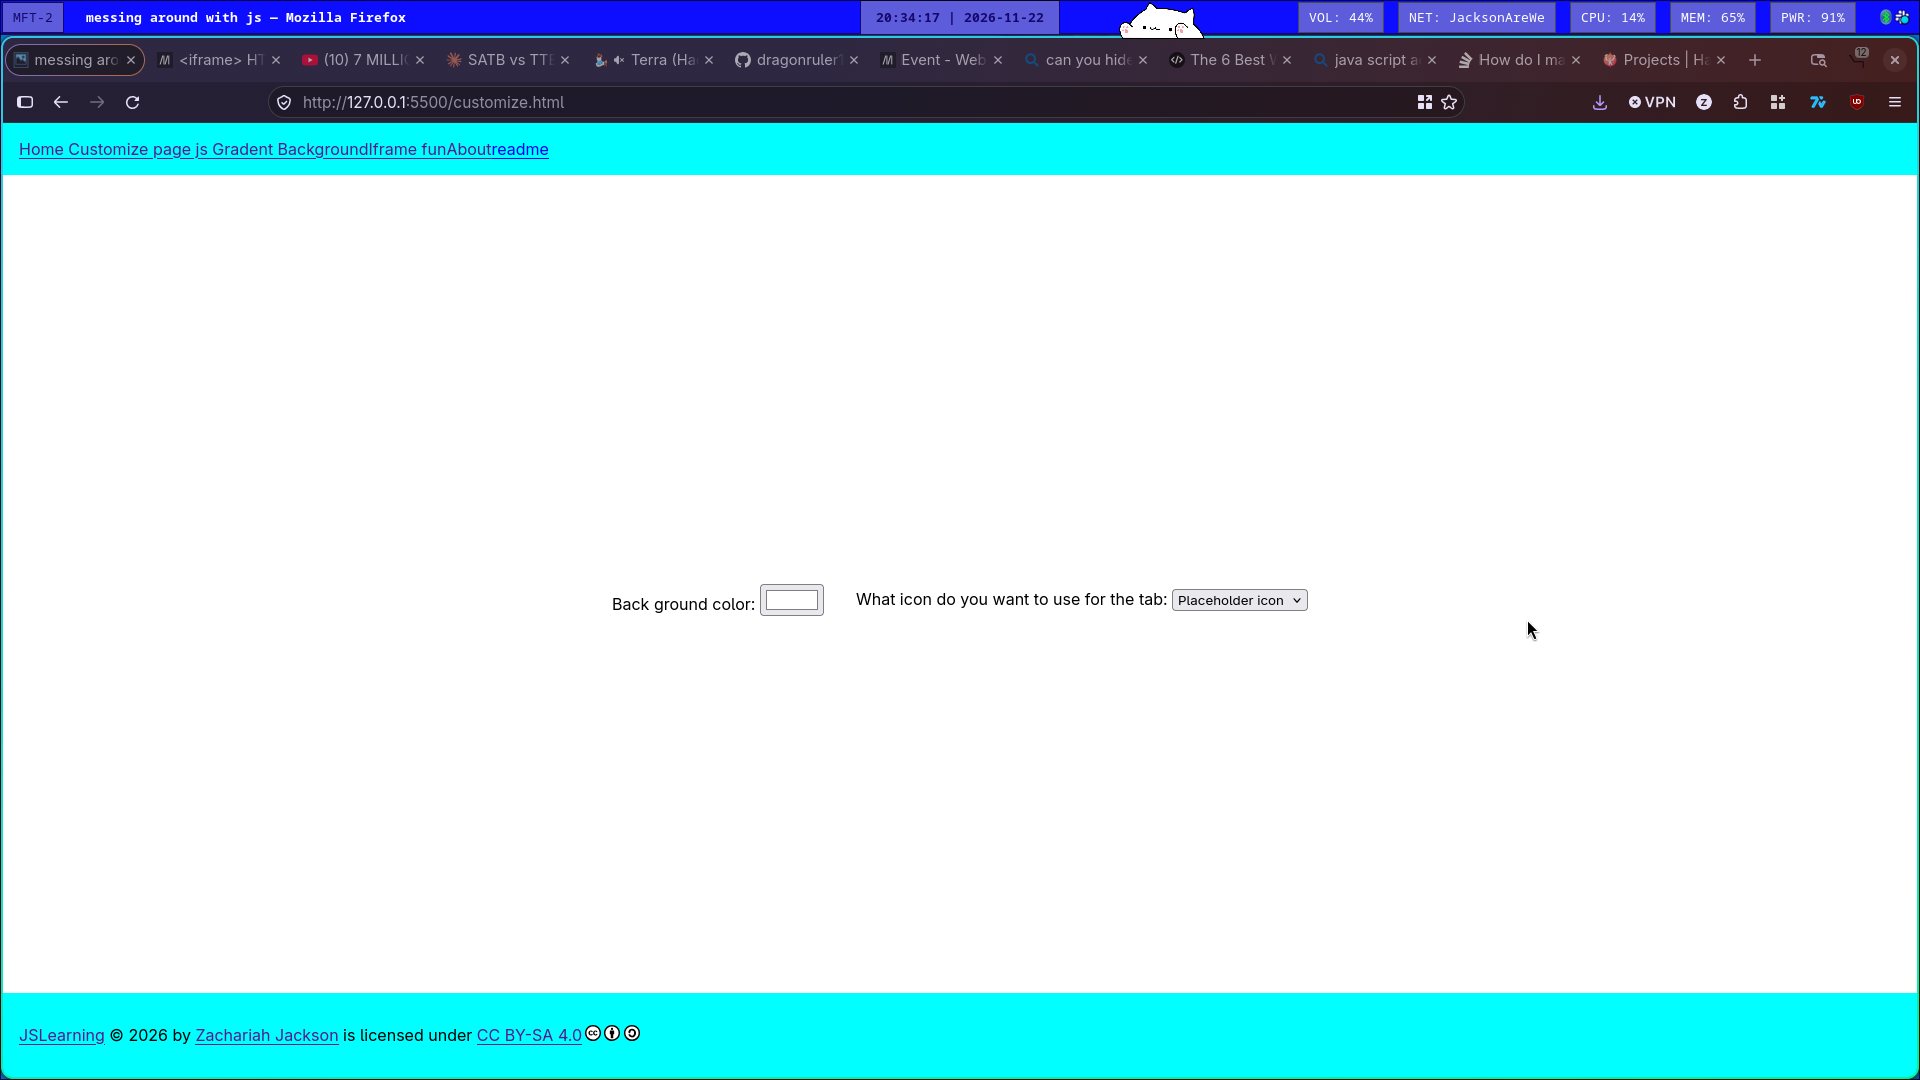 MFT-2 messing around with js — Mozilla Firefox 20:34:17 | 2026-11-22 VOL: 44% NET: JacksonAreWe CPU: 14% MEM: 65% PWR: 91%
messing aro <iframe> HT (10) 7 MILLI SATB vs TTE Terra (Ha dragonruler Event - Web can you hide The 6 Best java script a How do I ma Projects | Ha 12
http://127.0.0.1:5500/customize.html VPN Z
Home Customize page js Gradent BackgroundIframe funAboutreadme
Back ground color: What icon do you want to use for the tab: Placeholder icon
JSLearning © 2026 by Zachariah Jackson is licensed under CC BY-SA 4.0